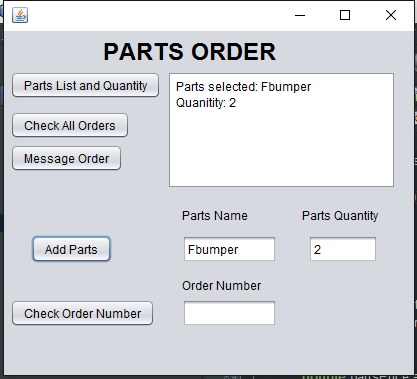 PARTS ORDER
Parts List and Quantity
Parts selected: Fbumper
Quanitity: 2
Check All Orders
Message Order
Parts Name
Parts Quantity
Add Parts
Fbumper
2
Order Number
Check Order Number